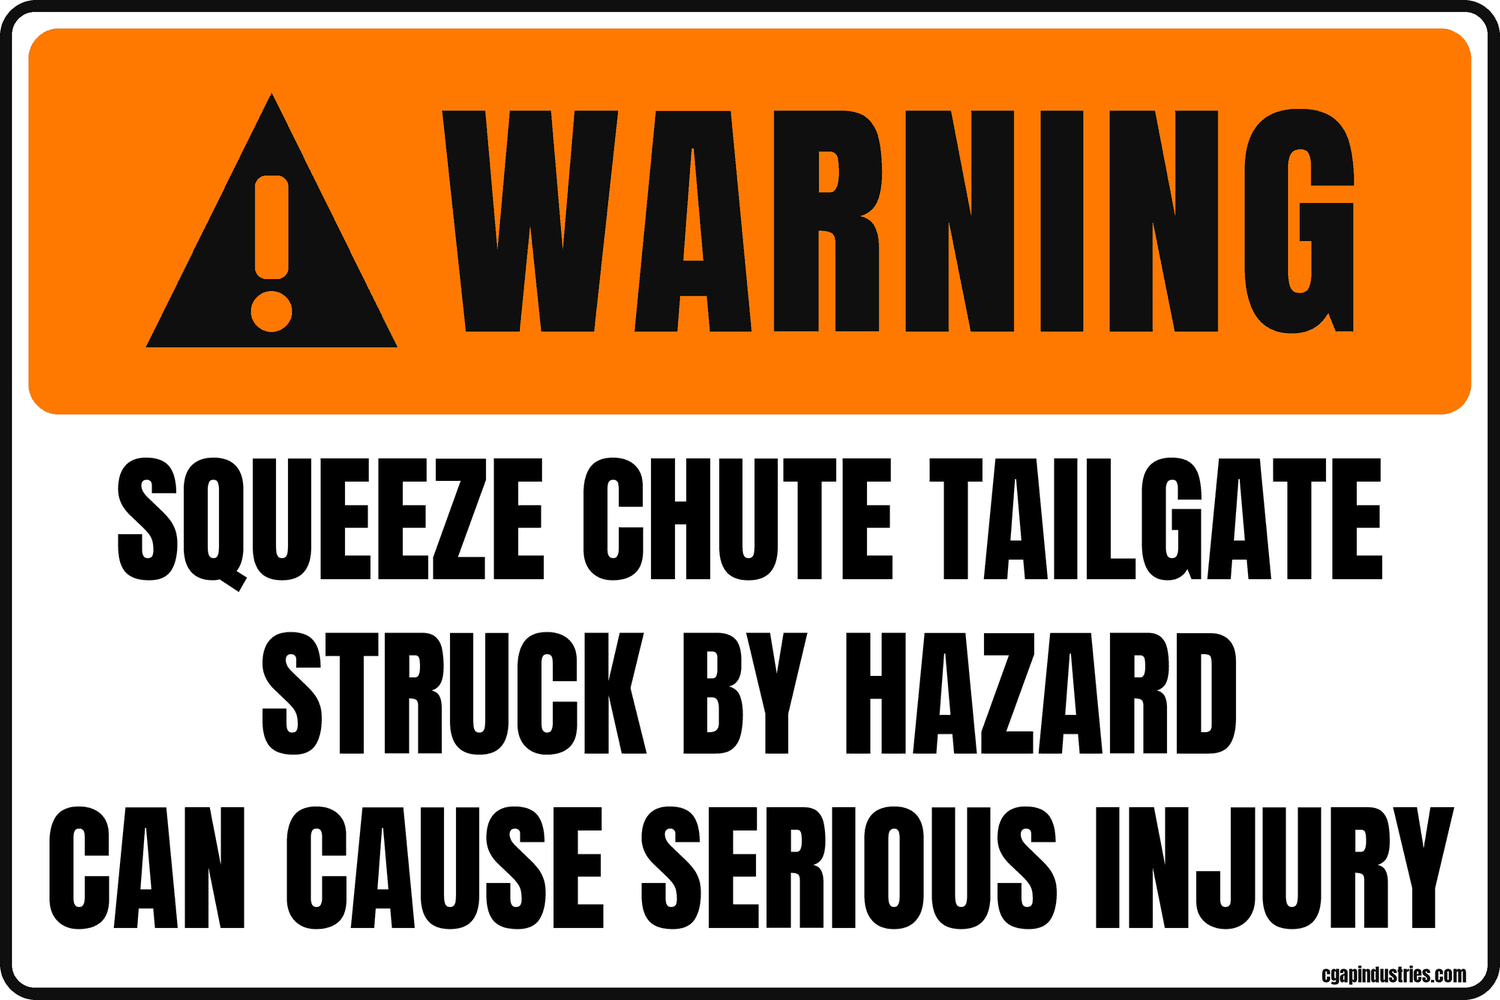 WARNING
SQUEEZE CHUTE TAILGATE
STRUCK BY HAZARD
CAN CAUSE SERIOUS INJURY
cgapindustries.com